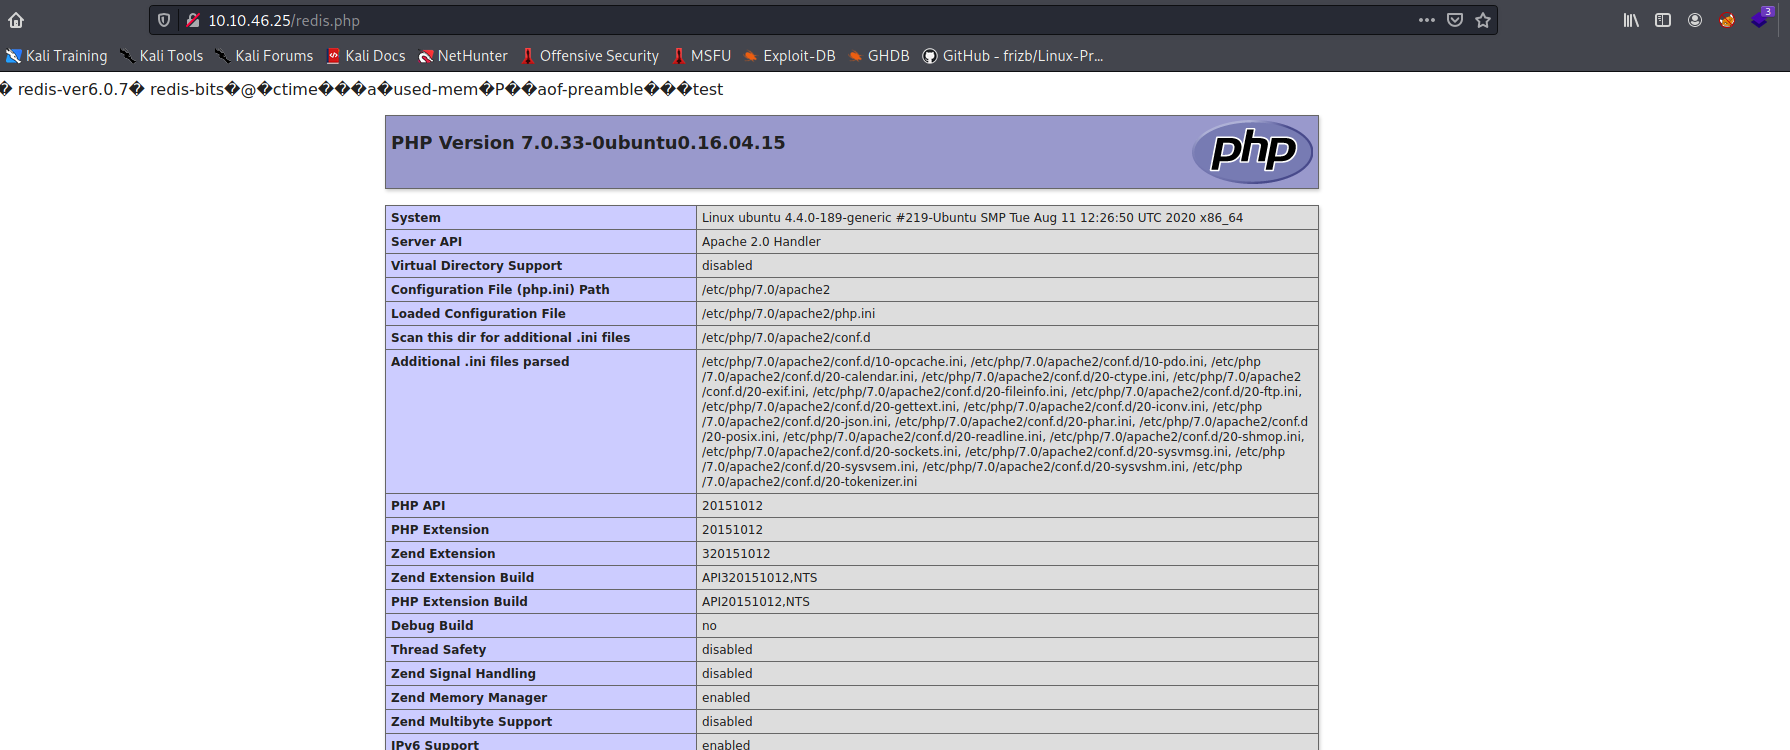 10.10.46.25/redis.php
3
Kali Training Kali Tools Kali Forums Kali Docs NetHunter Offensive Security MSFU Exploit-DB GHDB GitHub - frizb/Linux-Pr...
� redis-ver6.0.7� redis-bits�@�ctime���a�used-mem�P��aof-preamble���test
PHP Version 7.0.33-0ubuntu0.16.04.15
php
System Linux ubuntu 4.4.0-189-generic #219-Ubuntu SMP Tue Aug 11 12:26:50 UTC 2020 x86_64
Server API Apache 2.0 Handler
Virtual Directory Support disabled
Configuration File (php.ini) Path /etc/php/7.0/apache2
Loaded Configuration File /etc/php/7.0/apache2/php.ini
Scan this dir for additional .ini files /etc/php/7.0/apache2/conf.d
Additional .ini files parsed /etc/php/7.0/apache2/conf.d/10-opcache.ini, /etc/php/7.0/apache2/conf.d/10-pdo.ini, /etc/php
/7.0/apache2/conf.d/20-calendar.ini, /etc/php/7.0/apache2/conf.d/20-ctype.ini, /etc/php/7.0/apache2
/conf.d/20-exif.ini, /etc/php/7.0/apache2/conf.d/20-fileinfo.ini, /etc/php/7.0/apache2/conf.d/20-ftp.ini,
/etc/php/7.0/apache2/conf.d/20-gettext.ini, /etc/php/7.0/apache2/conf.d/20-iconv.ini, /etc/php
/7.0/apache2/conf.d/20-json.ini, /etc/php/7.0/apache2/conf.d/20-phar.ini, /etc/php/7.0/apache2/conf.d
/20-posix.ini, /etc/php/7.0/apache2/conf.d/20-readline.ini, /etc/php/7.0/apache2/conf.d/20-shmop.ini,
/etc/php/7.0/apache2/conf.d/20-sockets.ini, /etc/php/7.0/apache2/conf.d/20-sysvmsg.ini, /etc/php
/7.0/apache2/conf.d/20-sysvsem.ini, /etc/php/7.0/apache2/conf.d/20-sysvshm.ini, /etc/php
/7.0/apache2/conf.d/20-tokenizer.ini
PHP API 20151012
PHP Extension 20151012
Zend Extension 320151012
Zend Extension Build API320151012,NTS
PHP Extension Build API20151012,NTS
Debug Build no
Thread Safety disabled
Zend Signal Handling disabled
Zend Memory Manager enabled
Zend Multibyte Support disabled
IPv6 Support enabled